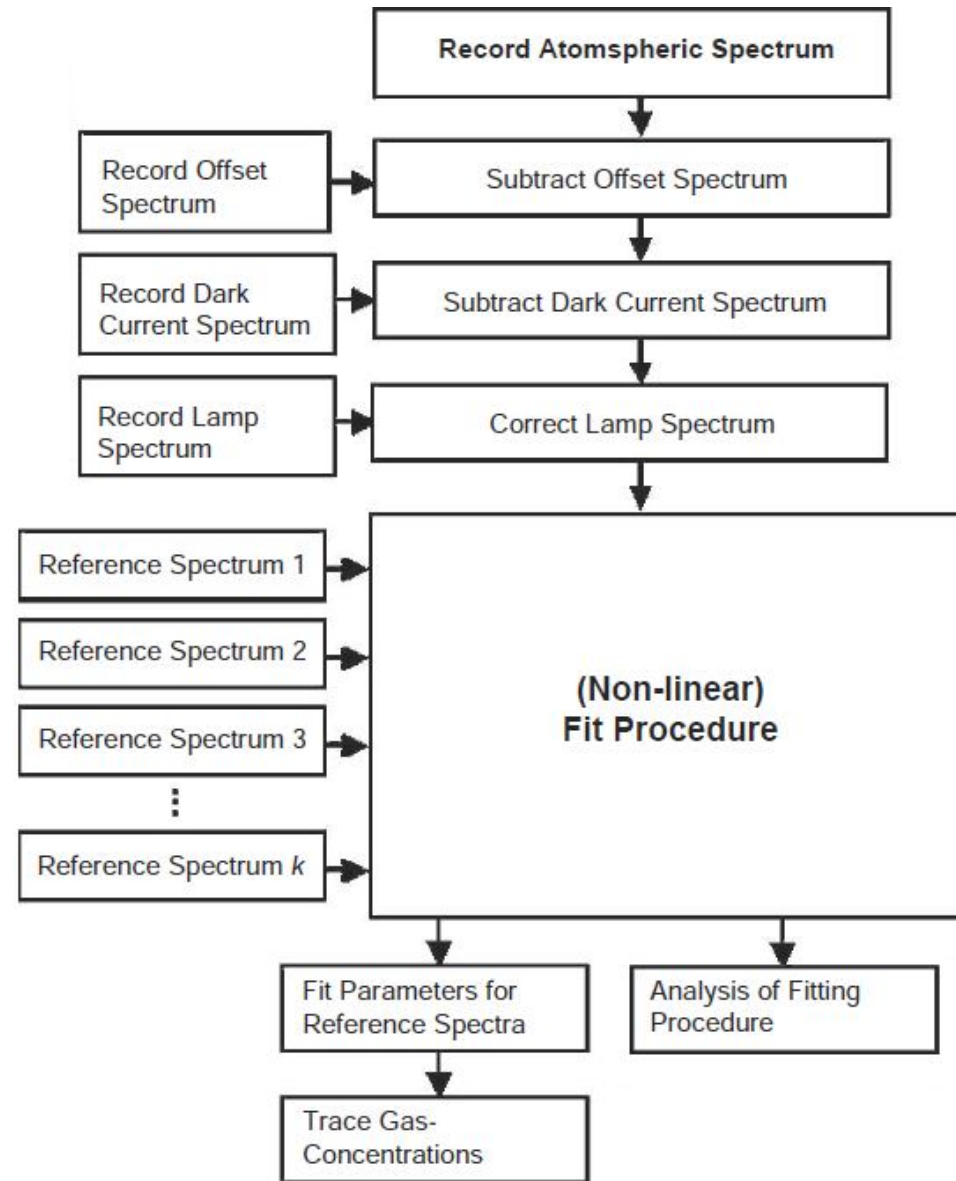 Record Atomspheric Spectrum
Record Offset
Spectrum
Subtract Offset Spectrum
Record Dark
Current Spectrum
Subtract Dark Current Spectrum
Record Lamp
Spectrum
Correct Lamp Spectrum
Reference Spectrum 1
Reference Spectrum 2
Reference Spectrum 3
Reference Spectrum k
(Non-linear)
Fit Procedure
Fit Parameters for
Reference Spectra
Analysis of Fitting
Procedure
Trace Gas-
Concentrations